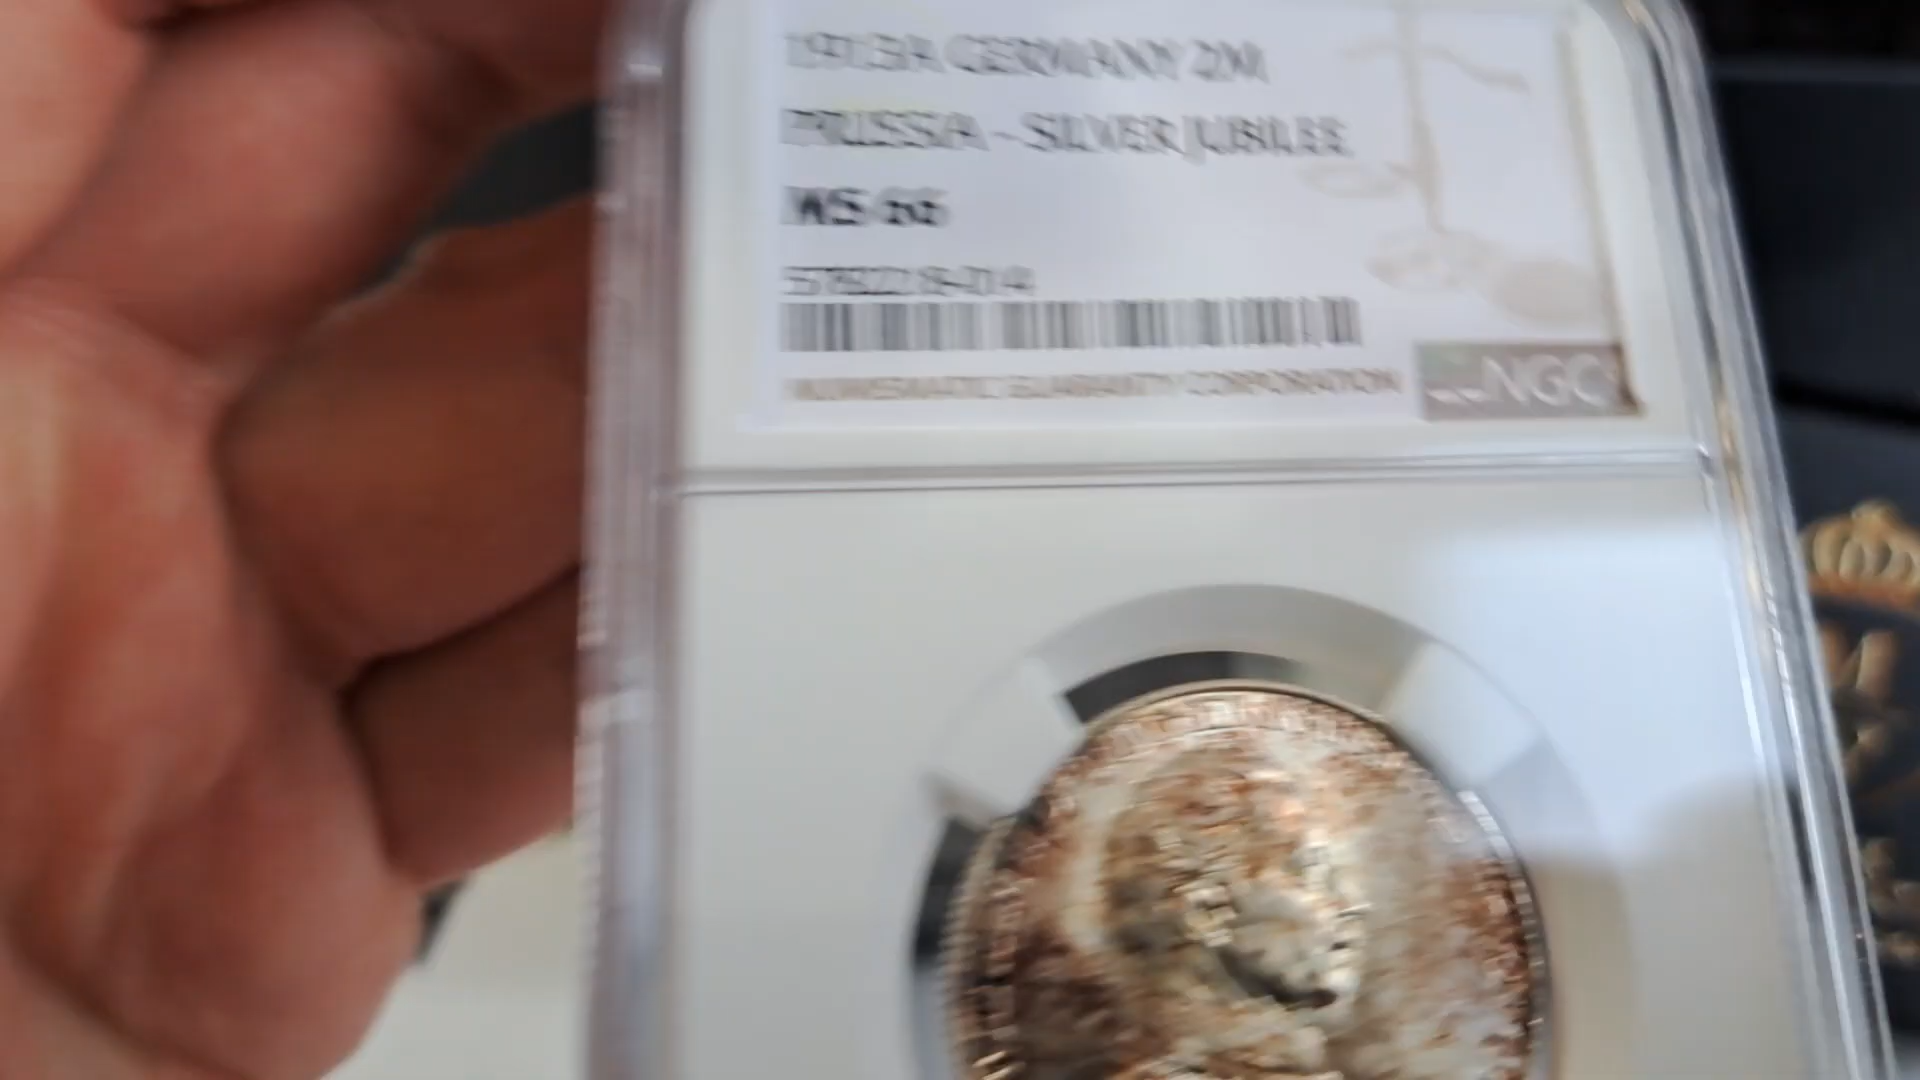 1913A GERMANY 2M
PRUSSIA - SILVER JUBILEE
MS 66
NUMISMATIC GUARANTY CORPORATION
NGC